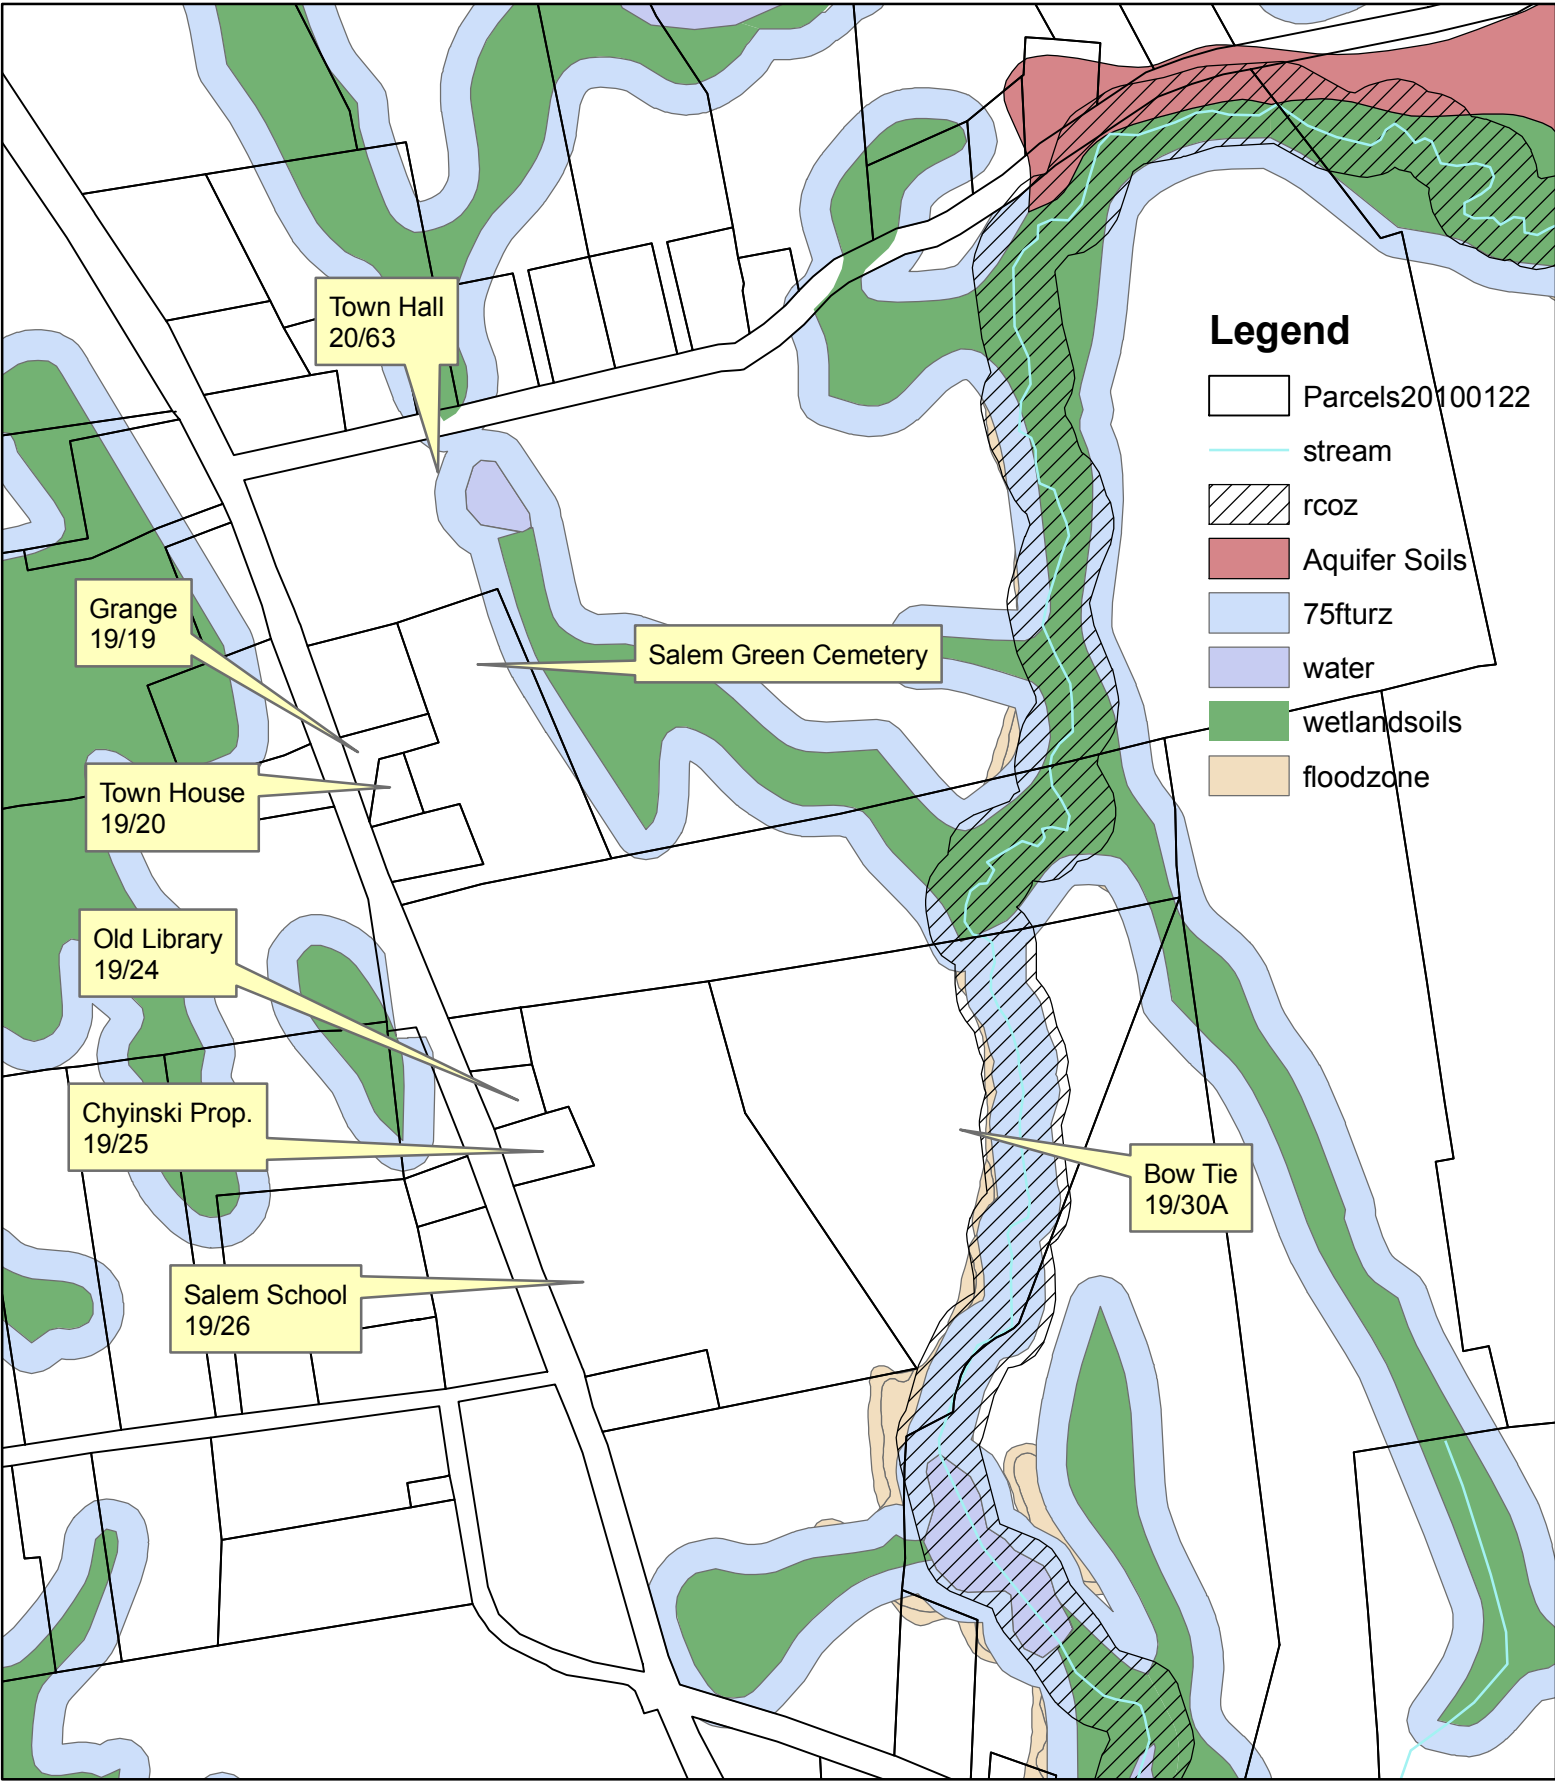 Town Hall
20/63
Legend
Parcels20100122
stream
rcoz
Aquifer Soils
75fturz
water
wetlandsoils
floodzone
Grange
19/19
Salem Green Cemetery
Town House
19/20
Old Library
19/24
Chyinski Prop.
19/25
Bow Tie
19/30A
Salem School
19/26